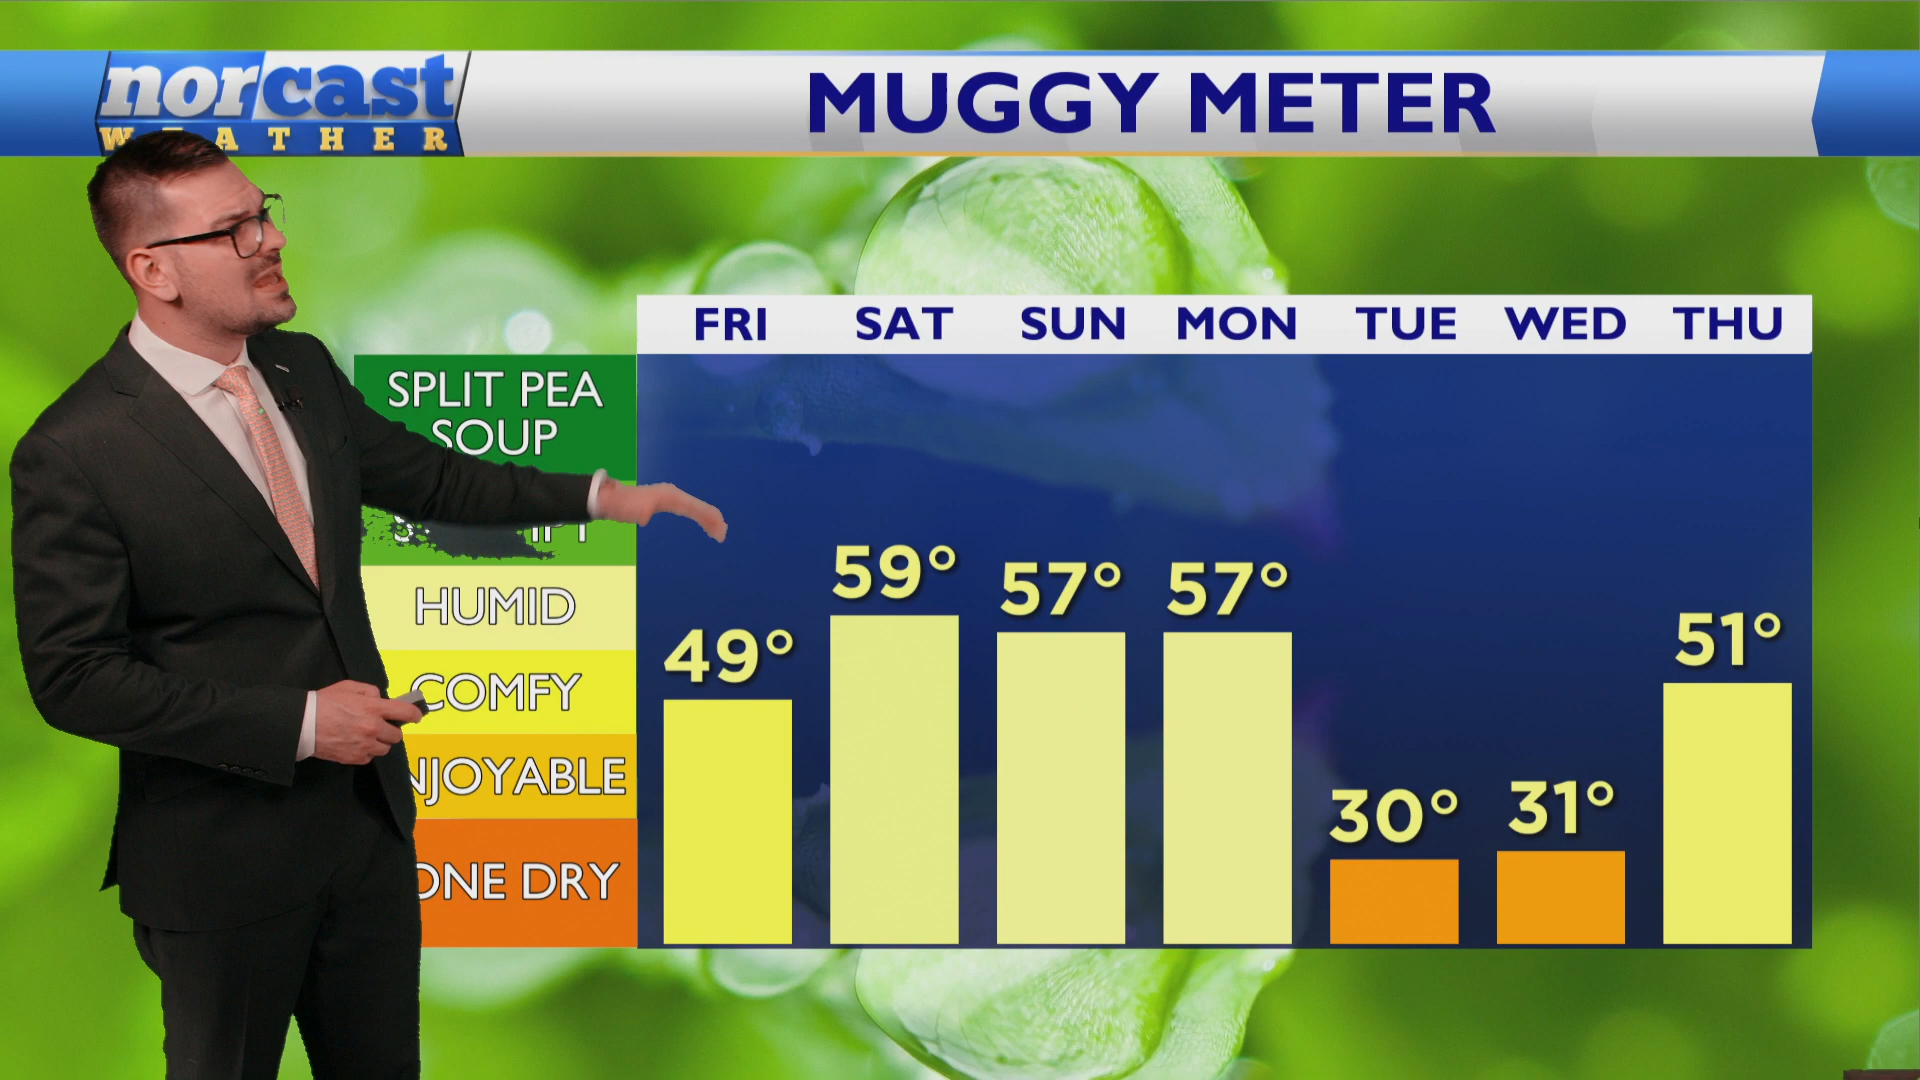 norcast
WEATHER
MUGGY METER
FRI SAT SUN MON TUE WED THU
SPLIT PEA
SOUP
HUMID
COMFY
NJOYABLE
ONE DRY
49° 59° 57° 57° 30° 31° 51°